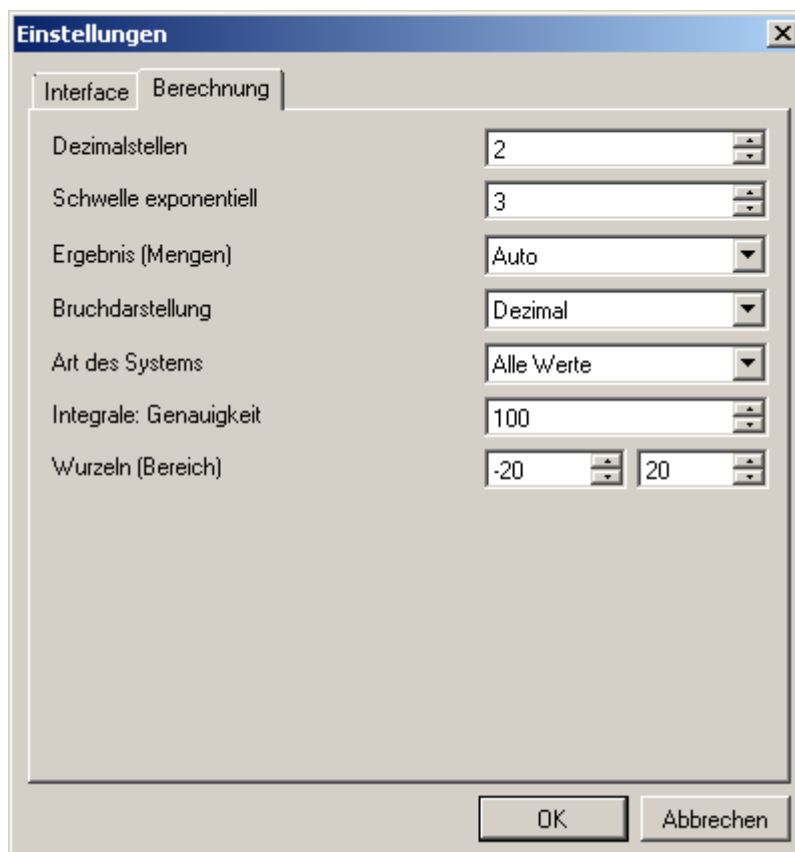 Einstellungen
Interface Berechnung
Dezimalstellen 2
Schwelle exponentiell 3
Ergebnis (Mengen) Auto
Bruchdarstellung Dezimal
Art des Systems Alle Werte
Integrale: Genauigkeit 100
Wurzeln (Bereich) -20 20
OK Abbrechen